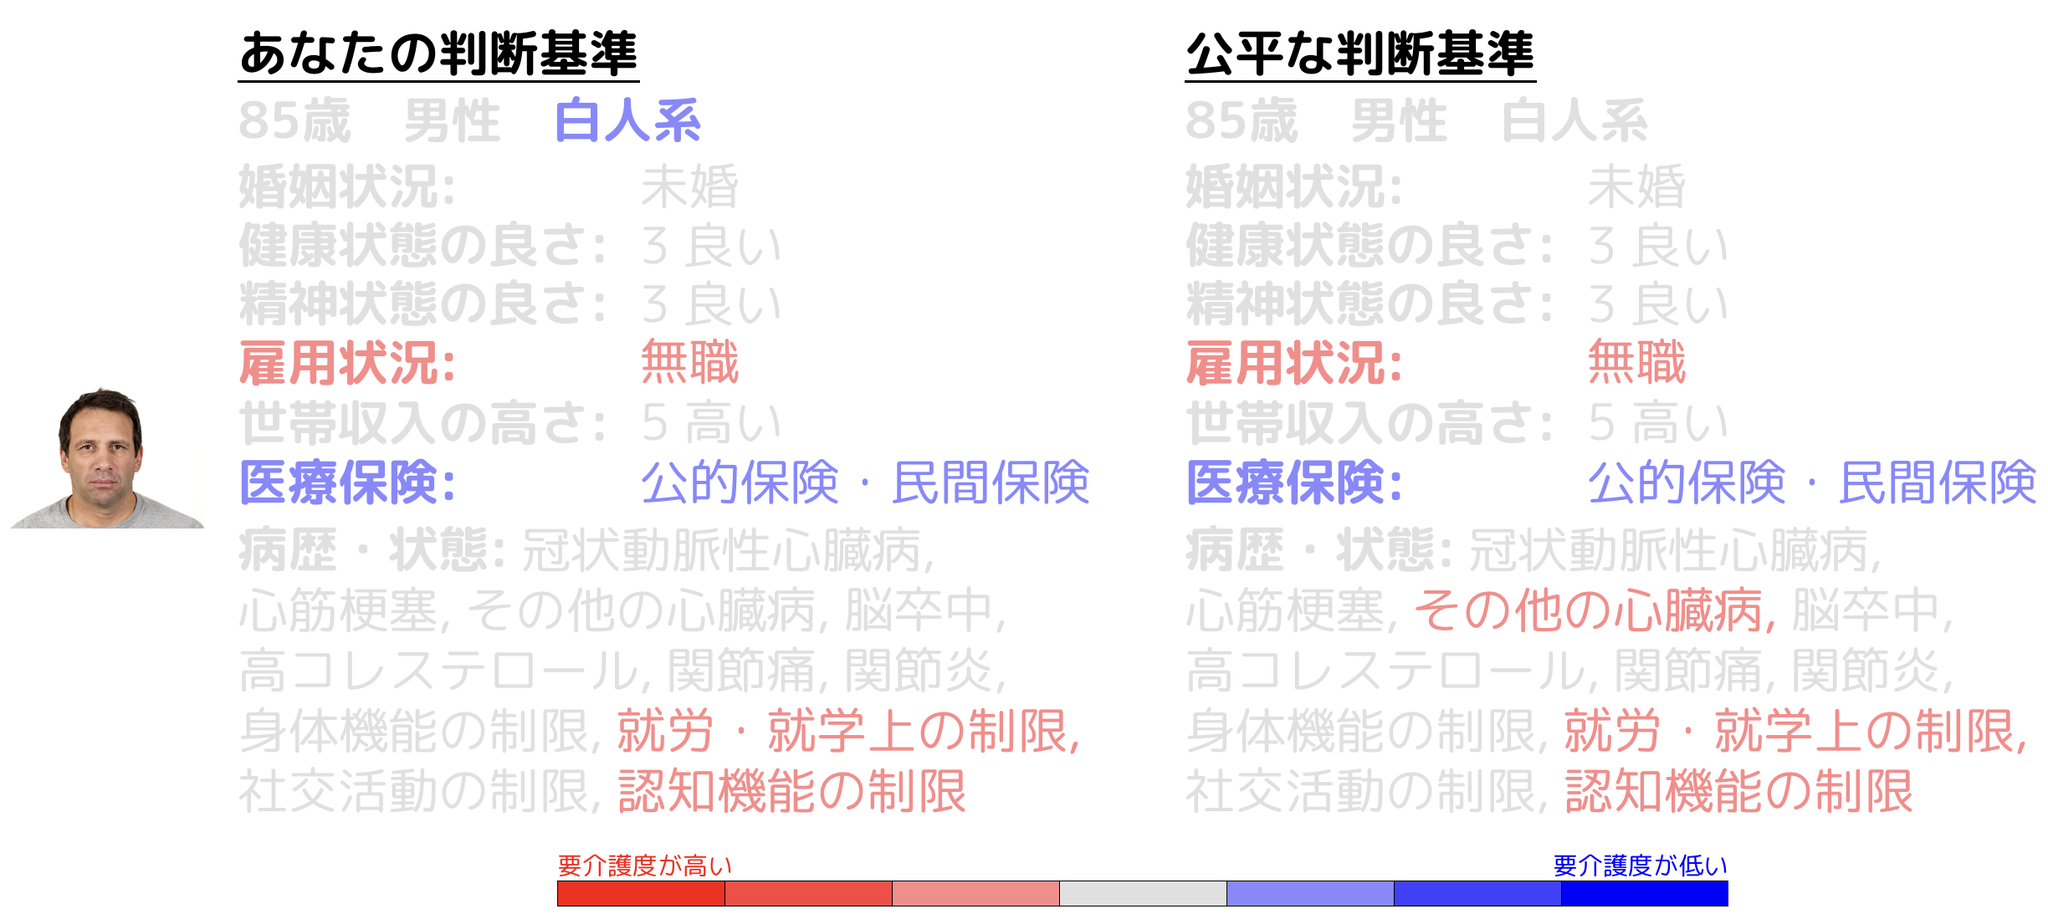 あなたの判断基準
85歳　男性　白人系
婚姻状況: 未婚
健康状態の良さ: 3 良い
精神状態の良さ: 3 良い
雇用状況: 無職
世帯収入の高さ: 5 高い
医療保険: 公的保険・民間保険
病歴・状態: 冠状動脈性心臓病,
心筋梗塞, その他の心臓病, 脳卒中,
高コレステロール, 関節痛, 関節炎,
身体機能の制限, 就労・就学上の制限,
社交活動の制限, 認知機能の制限
公平な判断基準
85歳　男性　白人系
婚姻状況: 未婚
健康状態の良さ: 3 良い
精神状態の良さ: 3 良い
雇用状況: 無職
世帯収入の高さ: 5 高い
医療保険: 公的保険・民間保険
病歴・状態: 冠状動脈性心臓病,
心筋梗塞, その他の心臓病, 脳卒中,
高コレステロール, 関節痛, 関節炎,
身体機能の制限, 就労・就学上の制限,
社交活動の制限, 認知機能の制限
要介護度が高い
要介護度が低い